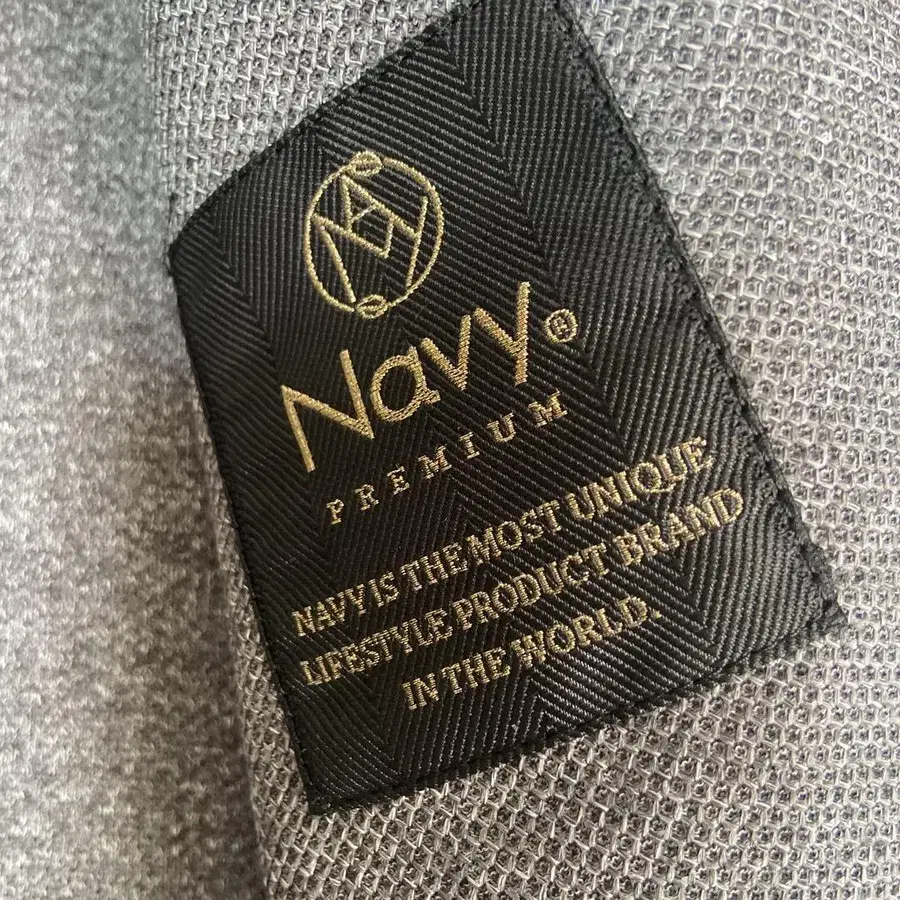 Navy®
PREMIUM
NAVY IS THE MOST UNIQUE
LIFESTYLE PRODUCT BRAND
IN THE WORLD.